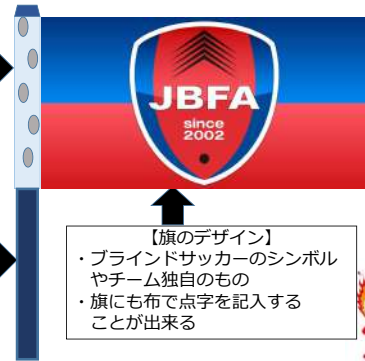 JBFA
since
2002
【旗のデザイン】
・ブラインドサッカーのシンボル
やチーム独自のもの
・旗にも布で点字を記入する
ことが出来る